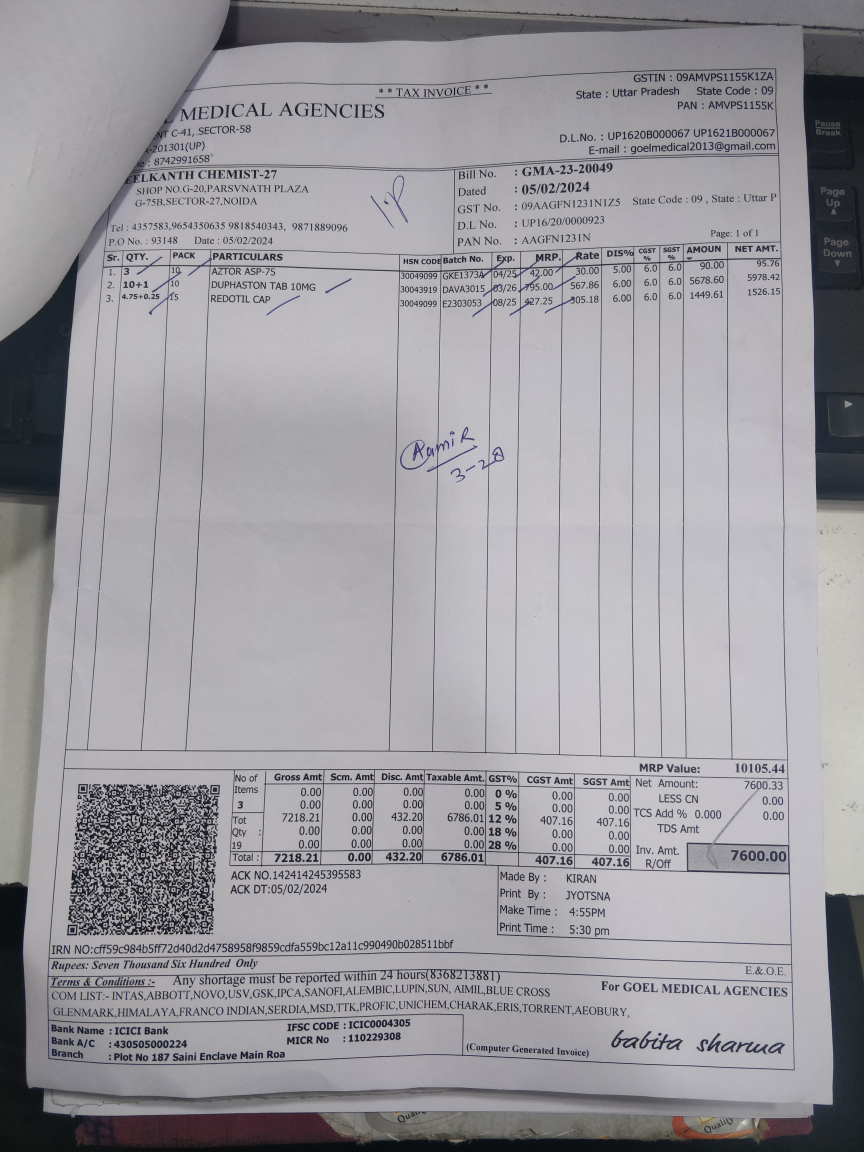 * * TAX INVOICE * *
GSTIN : 09AMVPS1155K1ZA
State : Uttar Pradesh State Code : 09
PAN : AMVPS1155K
MEDICAL AGENCIES
NT C-41, SECTOR-58
-201301(UP)
: 8742991658
D.L.No. : UP1620B000067 UP1621B000067
E-mail : goelmedical2013@gmail.com
EELKANTH CHEMIST-27
SHOP NO.G-20,PARSVNATH PLAZA
G-75B,SECTOR-27,NOIDA
Tel : 4357583,9654350635 9818540343, 9871889096
P.O No. : 93148 Date : 05/02/2024
Bill No. : GMA-23-20049
Dated : 05/02/2024
GST No. : 09AAGFN1231N1Z5 State Code : 09 , State : Uttar P
D.L No. : UP16/20/0000923
PAN No. : AAGFN1231N
Page: 1 of 1
Sr. QTY. PACK PARTICULARS HSN CODE Batch No. Exp. MRP. Rate DIS% CGST % SGST % AMOUN NET AMT.
1. 3 10 AZTOR ASP-75 30049099 GKE1373A 04/25 42.00 30.00 5.00 6.0 6.0 90.00 95.76
2. 10+1 10 DUPHASTON TAB 10MG 30043919 DAVA3015 03/26 795.00 567.86 6.00 6.0 6.0 5678.60 5978.42
3. 4.75+0.25 15 REDOTIL CAP 30049099 E2303053 08/25 427.25 305.18 6.00 6.0 6.0 1449.61 1526.15
3-28
MRP Value: 10105.44
No of Items Gross Amt Scm. Amt Disc. Amt Taxable Amt. GST% CGST Amt SGST Amt
0.00 0.00 0.00 0.00 0 % 0.00 0.00
3 0.00 0.00 0.00 0.00 5 % 0.00 0.00
Tot 7218.21 0.00 432.20 6786.01 12 % 407.16 407.16
Qty : 0.00 0.00 0.00 0.00 18 % 0.00 0.00
19 0.00 0.00 0.00 0.00 28 % 0.00 0.00
Total : 7218.21 0.00 432.20 6786.01 407.16 407.16
Net Amount: 7600.33
LESS CN 0.00
TCS Add % 0.000 0.00
TDS Amt
Inv. Amt. 7600.00
R/Off
ACK NO.142414245395583
ACK DT:05/02/2024
Made By : KIRAN
Print By : JYOTSNA
Make Time : 4:55PM
Print Time : 5:30 pm
IRN NO:cff59c984b5ff72d40d2d4758958f9859cdfa559bc12a11c990490b028511bbf
Rupees: Seven Thousand Six Hundred Only
E.& O.E.
Terms & Conditions :- Any shortage must be reported within 24 hours(8368213881)
COM LIST:- INTAS,ABBOTT,NOVO,USV,GSK,IPCA,SANOFI,ALEMBIC,LUPIN,SUN, AIMIL,BLUE CROSS
GLENMARK,HIMALAYA,FRANCO INDIAN,SERDIA,MSD,TTK,PROFIC,UNICHEM,CHARAK,ERIS,TORRENT,AEOBURY,
For GOEL MEDICAL AGENCIES
Bank Name : ICICI Bank IFSC CODE : ICIC0004305
Bank A/C : 430505000224 MICR No : 110229308
Branch : Plot No 187 Saini Enclave Main Roa
(Computer Generated Invoice)
babita sharma
Quality